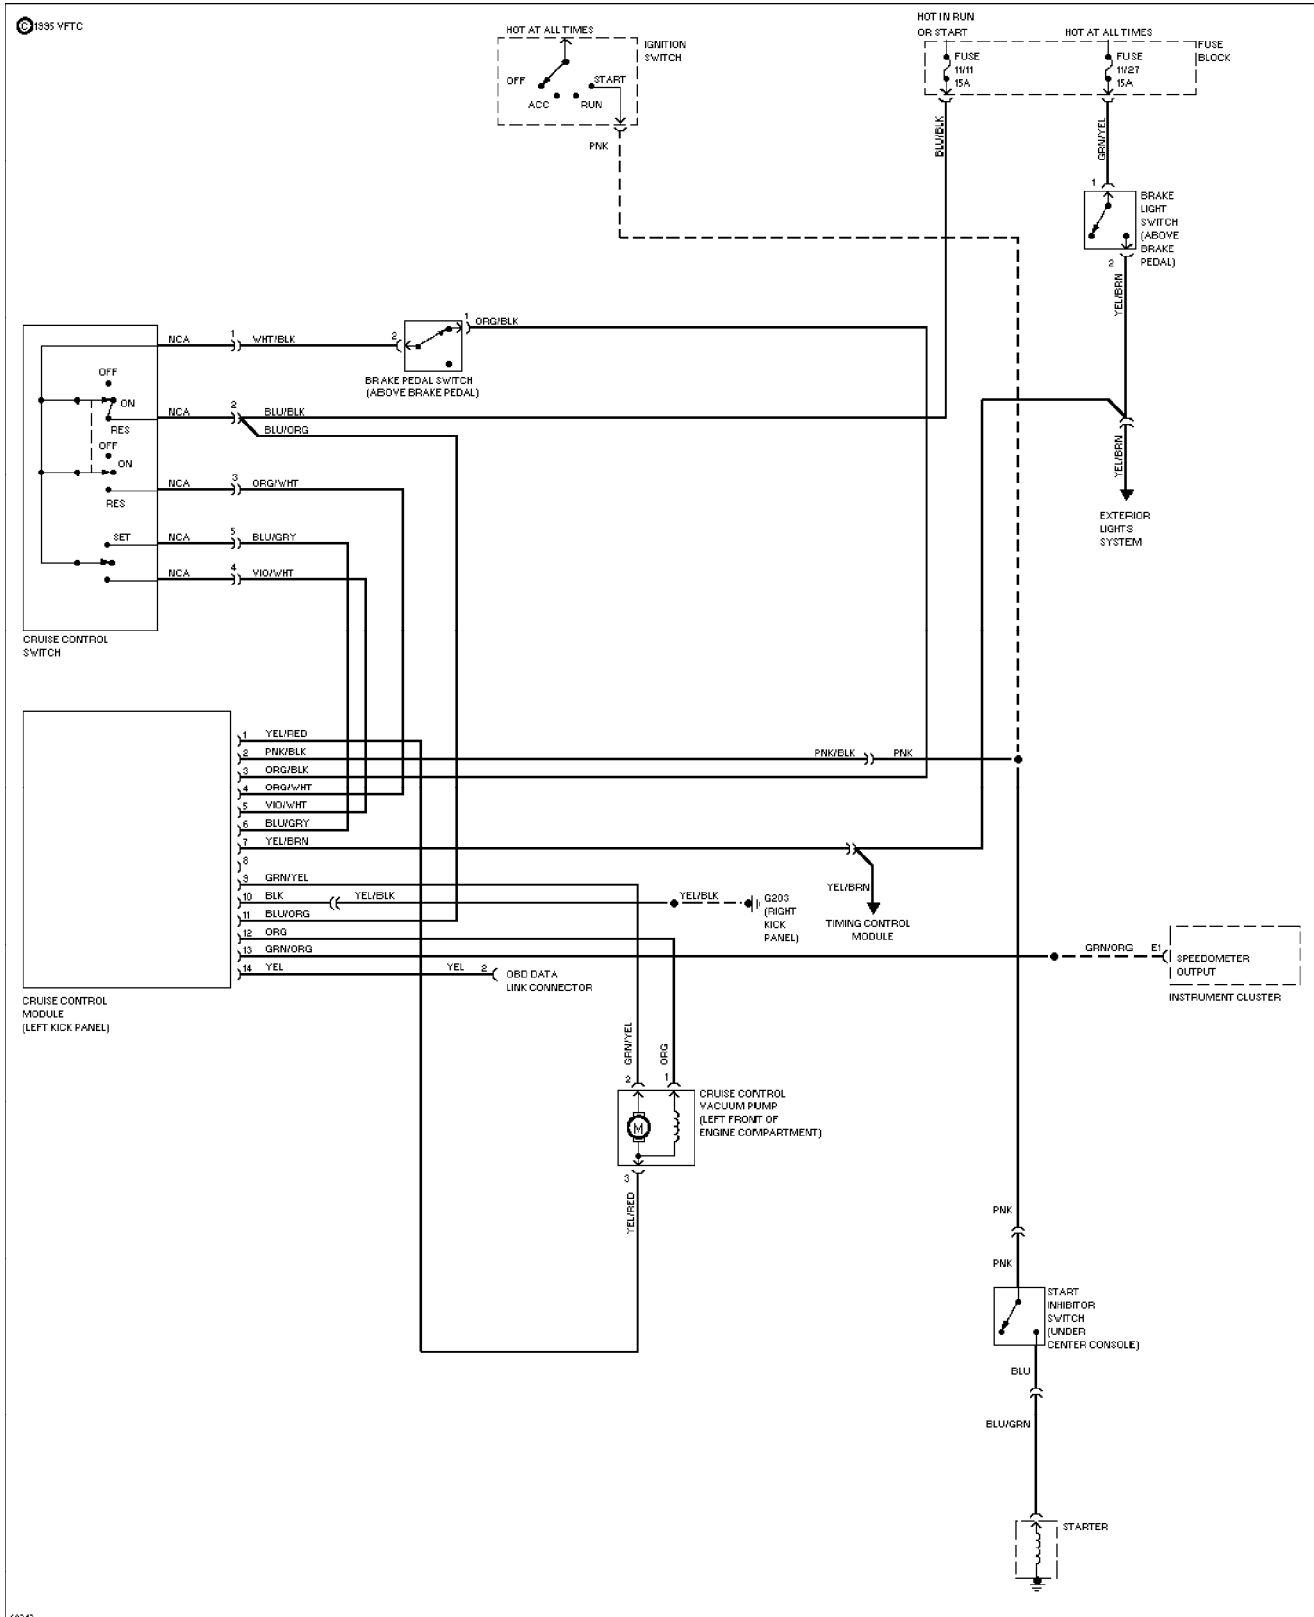 © 1995 VFTC
HOT AT ALL TIMES
IGNITION
SWITCH
OFF
START
ACC
RUN
PNK
HOT IN RUN
OR START
HOT AT ALL TIMES
FUSE
11/11
15A
FUSE
11/27
15A
FUSE
BLOCK
BLU/BLK
GRN/YEL
1
BRAKE
LIGHT
SWITCH
(ABOVE
BRAKE
PEDAL)
2
YEL/BRN
YEL/BRN
EXTERIOR
LIGHTS
SYSTEM
NCA
1
WHT/BLK
2
1
ORG/BLK
BRAKE PEDAL SWITCH
(ABOVE BRAKE PEDAL)
OFF
ON
RES
NCA
2
BLU/BLK
BLU/ORG
OFF
ON
RES
NCA
3
ORG/WHT
SET
NCA
5
BLU/GRY
NCA
4
VIO/WHT
CRUISE CONTROL
SWITCH
1
YEL/RED
2
PNK/BLK
PNK/BLK
PNK
3
ORG/BLK
4
ORG/WHT
5
VIO/WHT
6
BLU/GRY
7
YEL/BRN
8
9
GRN/YEL
10
BLK
YEL/BLK
YEL/BLK
11
BLU/ORG
12
ORG
13
GRN/ORG
14
YEL
YEL
2
OBD DATA
LINK CONNECTOR
G203
(RIGHT
KICK
PANEL)
YEL/BRN
TIMING CONTROL
MODULE
GRN/ORG
E1
SPEEDOMETER
OUTPUT
INSTRUMENT CLUSTER
CRUISE CONTROL
MODULE
(LEFT KICK PANEL)
GRN/YEL
ORG
2
1
M
CRUISE CONTROL
VACUUM PUMP
(LEFT FRONT OF
ENGINE COMPARTMENT)
3
YEL/RED
PNK
PNK
START
INHIBITOR
SWITCH
(UNDER
CENTER CONSOLE)
BLU
BLU/GRN
STARTER